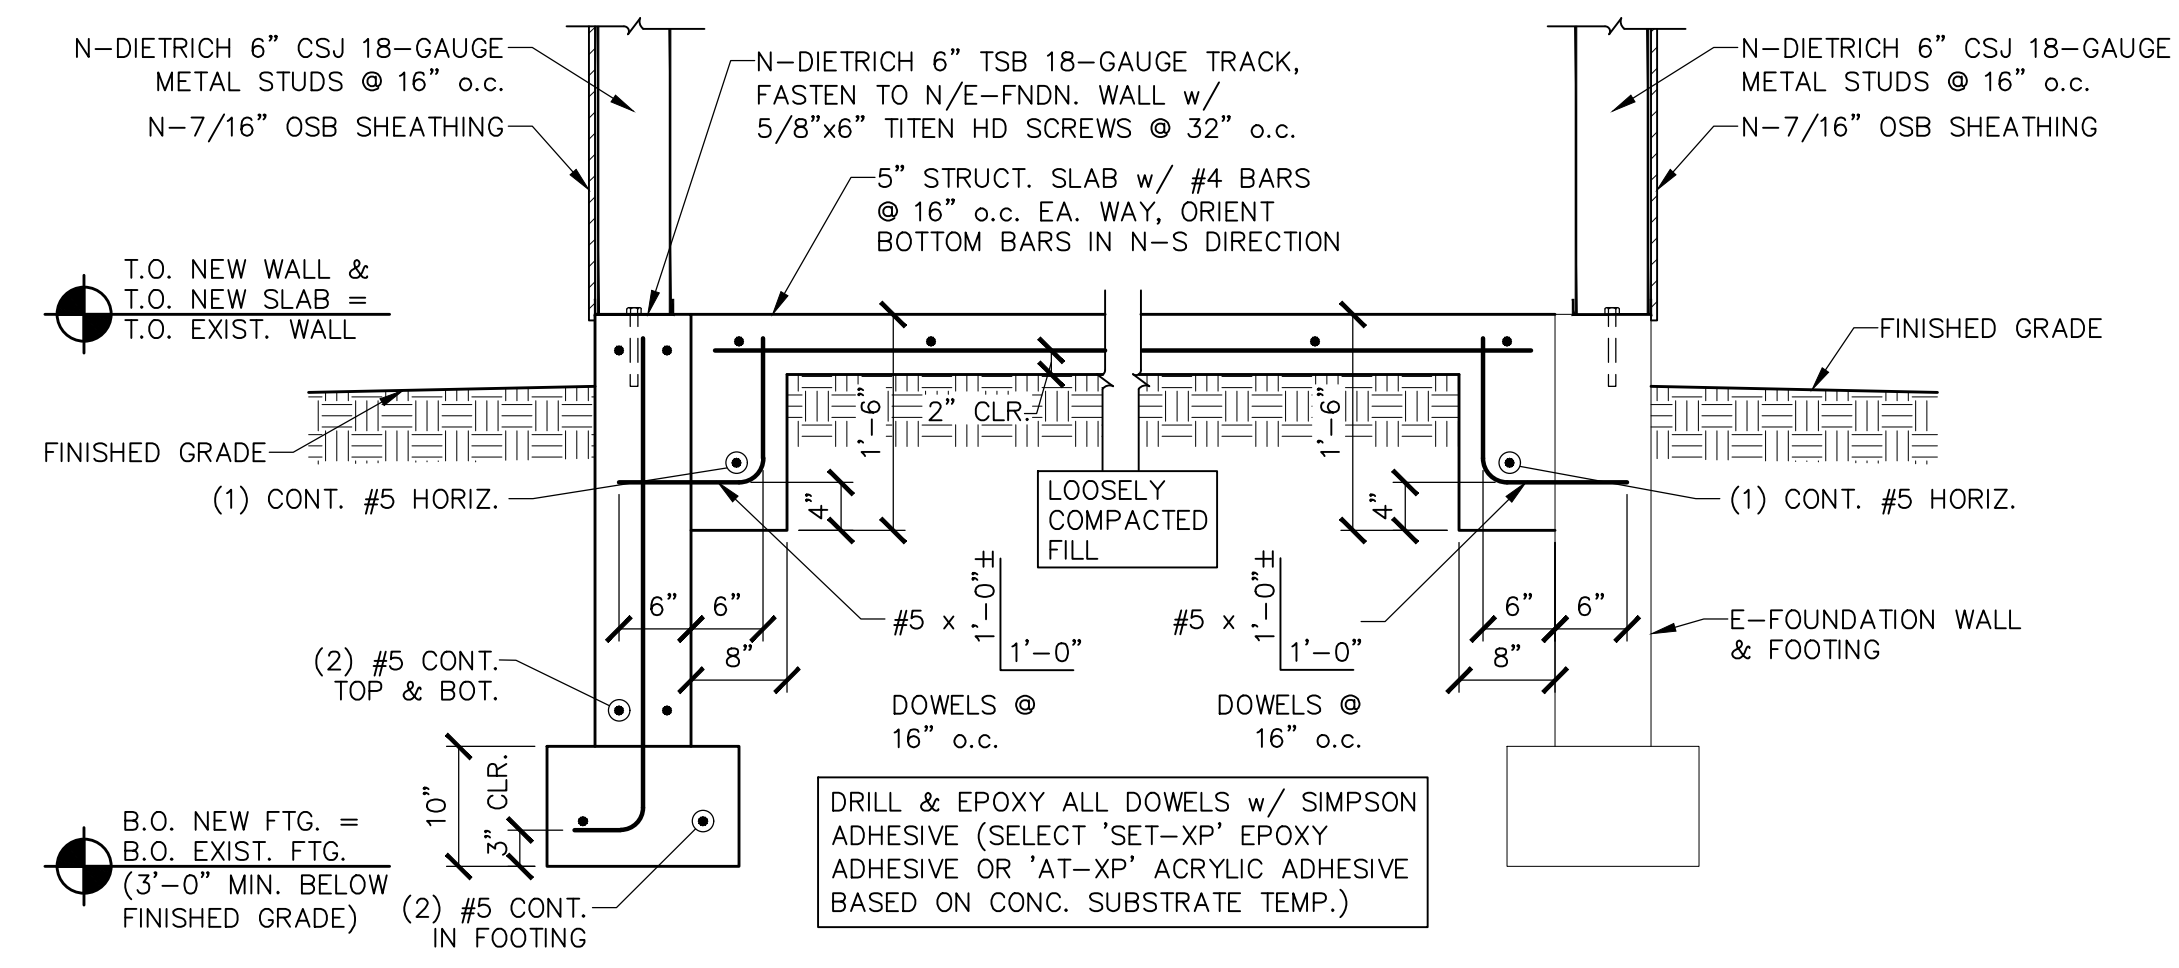 N-DIETRICH 6" CSJ 18-GAUGE
METAL STUDS @ 16" o.c.
N-7/16" OSB SHEATHING
N-DIETRICH 6" TSB 18-GAUGE TRACK,
FASTEN TO N/E-FNDN. WALL w/
5/8"x6" TITEN HD SCREWS @ 32" o.c.
5" STRUCT. SLAB w/ #4 BARS
@ 16" o.c. EA. WAY, ORIENT
BOTTOM BARS IN N-S DIRECTION
N-DIETRICH 6" CSJ 18-GAUGE
METAL STUDS @ 16" o.c.
N-7/16" OSB SHEATHING
T.O. NEW WALL &
T.O. NEW SLAB =
T.O. EXIST. WALL
FINISHED GRADE
FINISHED GRADE
1'-6"
2" CLR.
1'-6"
(1) CONT. #5 HORIZ.
4"
LOOSELY
COMPACTED
FILL
4"
(1) CONT. #5 HORIZ.
6"
6"
8"
#5 x
1'-0"±
1'-0"
DOWELS @
16" o.c.
#5 x
1'-0"±
1'-0"
DOWELS @
16" o.c.
6"
6"
8"
E-FOUNDATION WALL
& FOOTING
(2) #5 CONT.
TOP & BOT.
10"
3" CLR.
B.O. NEW FTG. =
B.O. EXIST. FTG.
(3'-0" MIN. BELOW
FINISHED GRADE)
(2) #5 CONT.
IN FOOTING
DRILL & EPOXY ALL DOWELS w/ SIMPSON
ADHESIVE (SELECT 'SET-XP' EPOXY
ADHESIVE OR 'AT-XP' ACRYLIC ADHESIVE
BASED ON CONC. SUBSTRATE TEMP.)